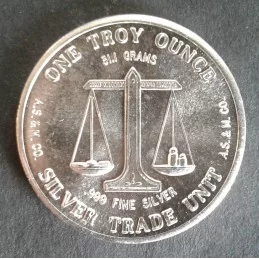 ONE TROY OUNCE
31.1 GRAMS
A.S. & M. CO.
A.S. & M. CO.
.999 FINE SILVER
SILVER TRADE UNIT